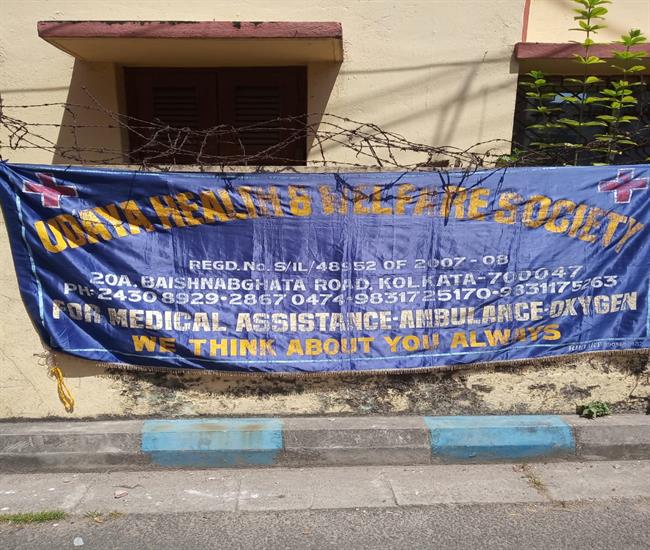 UDAYA HEALTH & WELFARE SOCIETY
REGD.No. S/IL/48952 OF 2007-08
20A, BAISHNABGHATA ROAD, KOLKATA-700047
PH:-2430 8929-2867 0474-98317 25170-9831175263
FOR MEDICAL ASSISTANCE-AMBULANCE-OXYGEN
WE THINK ABOUT YOU ALWAYS